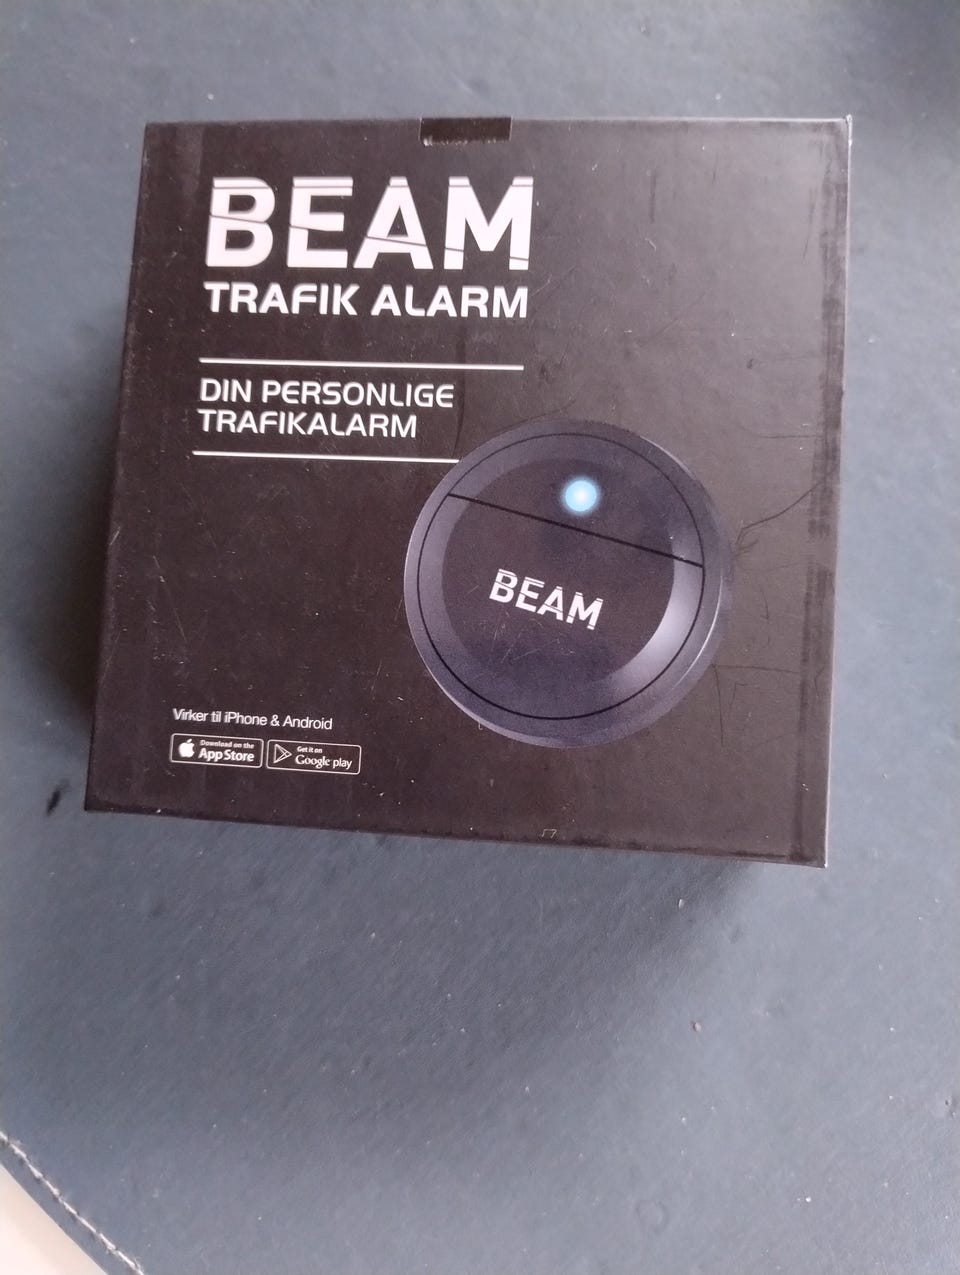 BEAM
TRAFIK ALARM
DIN PERSONLIGE
TRAFIKALARM
BEAM
Virker til iPhone & Android
Download on the
App Store
Get it on
Google play